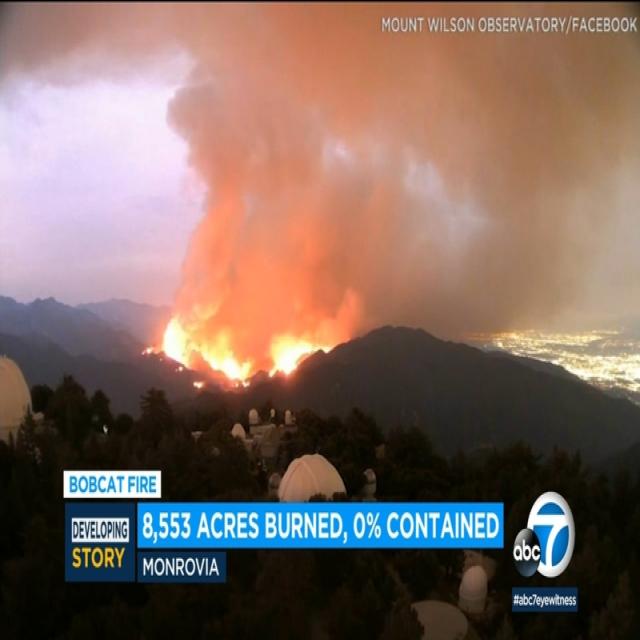 MOUNT WILSON OBSERVATORY/FACEBOOK
BOBCAT FIRE
DEVELOPING
STORY
8,553 ACRES BURNED, 0% CONTAINED
MONROVIA
abc 7
#abc7eyewitness